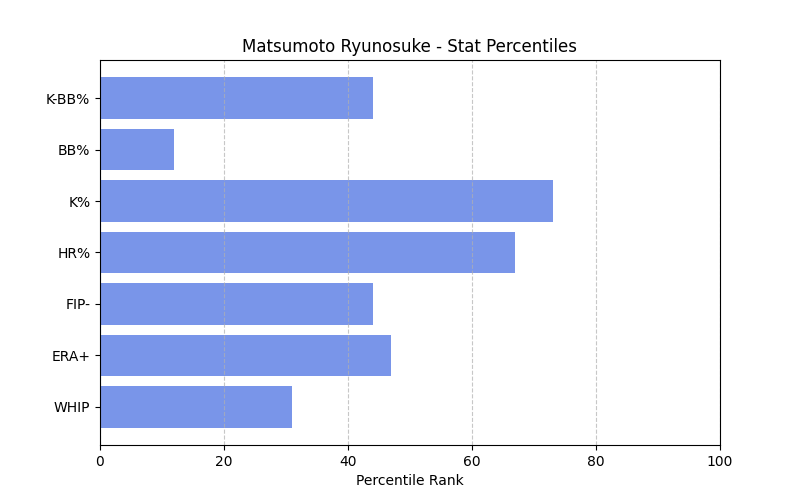 Matsumoto Ryunosuke - Stat Percentiles
K-BB%
BB%
K%
HR%
FIP-
ERA+
WHIP
0 20 40 60 80 100
Percentile Rank